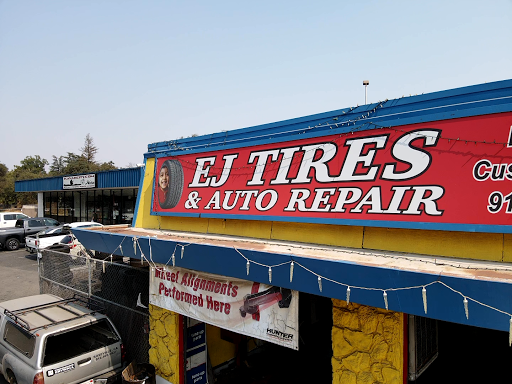 EJ TIRES
& AUTO REPAIR
Cus
91
Wheel Alignments
Performed Here
HUNTER